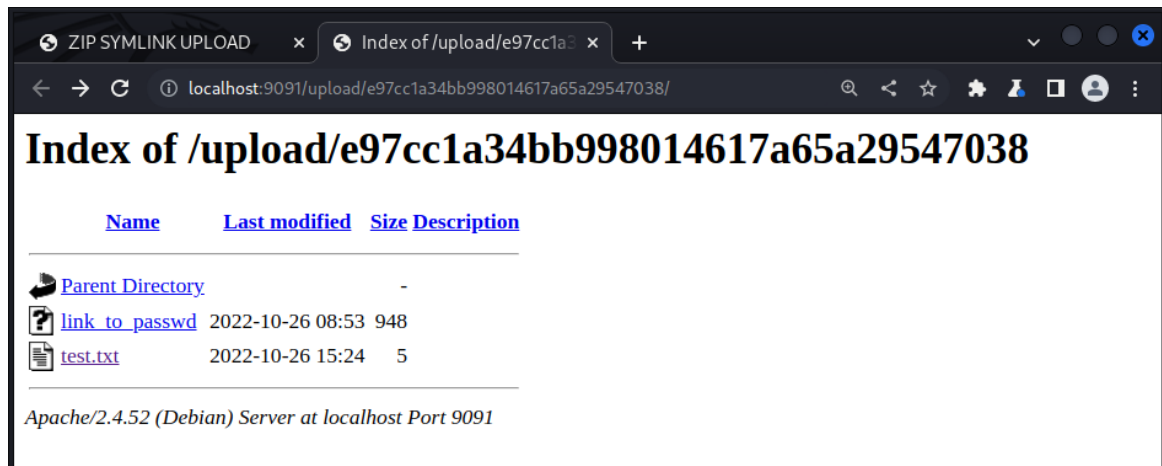 ZIP SYMLINK UPLOAD
Index of /upload/e97cc1a3
localhost:9091/upload/e97cc1a34bb998014617a65a29547038/
Index of /upload/e97cc1a34bb998014617a65a29547038
Name Last modified Size Description
Parent Directory -
link_to_passwd 2022-10-26 08:53 948
test.txt 2022-10-26 15:24 5
Apache/2.4.52 (Debian) Server at localhost Port 9091